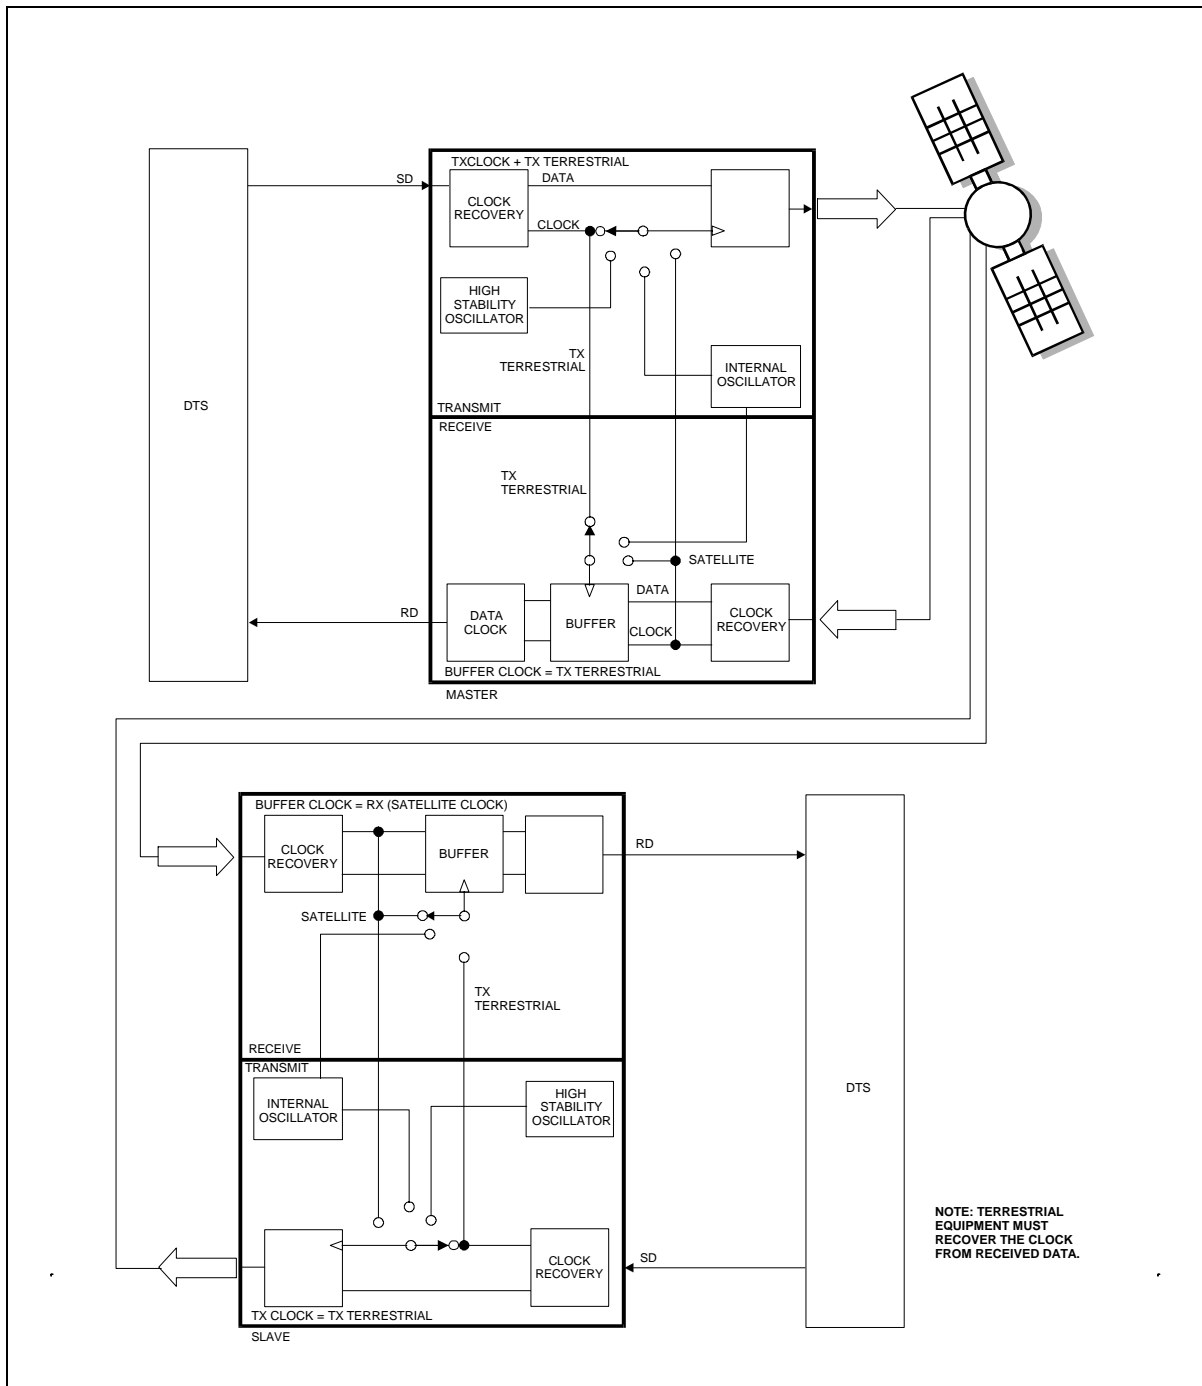 TXCLOCK + TX TERRESTRIAL
SD
DATA
CLOCK
RECOVERY
CLOCK
HIGH
STABILITY
OSCILLATOR
TX
TERRESTRIAL
INTERNAL
OSCILLATOR
DTS
TRANSMIT
RECEIVE
TX
TERRESTRIAL
SATELLITE
DATA
RD
DATA
CLOCK
BUFFER
CLOCK
RECOVERY
CLOCK
BUFFER CLOCK = TX TERRESTRIAL
MASTER
BUFFER CLOCK = RX (SATELLITE CLOCK)
CLOCK
RECOVERY
BUFFER
RD
SATELLITE
TX
TERRESTRIAL
RECEIVE
TRANSMIT
INTERNAL
OSCILLATOR
HIGH
STABILITY
OSCILLATOR
DTS
NOTE: TERRESTRIAL
EQUIPMENT MUST
RECOVER THE CLOCK
FROM RECEIVED DATA.
CLOCK
RECOVERY
SD
TX CLOCK = TX TERRESTRIAL
SLAVE